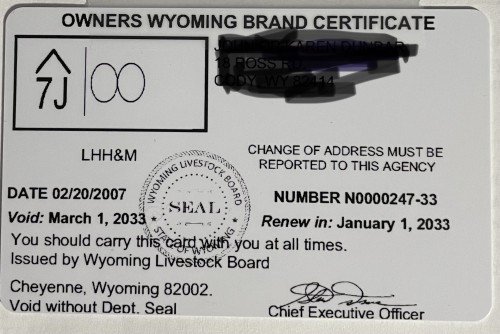 OWNERS WYOMING BRAND CERTIFICATE
7J
LHH&M
CHANGE OF ADDRESS MUST BE
REPORTED TO THIS AGENCY
WYOMING LIVESTOCK BOARD
SEAL
STATE OF WYOMING
DATE 02/20/2007
NUMBER N0000247-33
Void: March 1, 2033
Renew in: January 1, 2033
You should carry this card with you at all times.
Issued by Wyoming Livestock Board
Cheyenne, Wyoming 82002.
Void without Dept. Seal
Chief Executive Officer